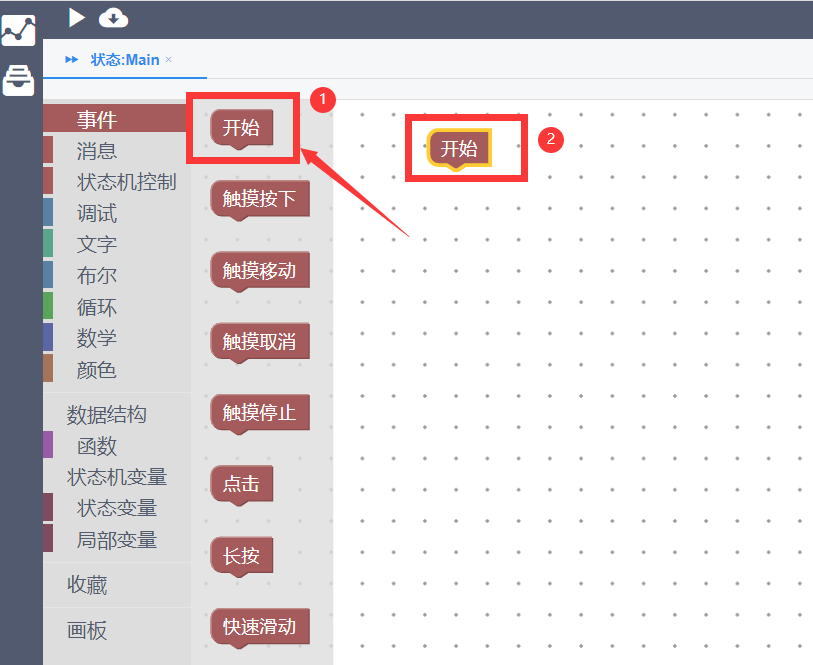 状态:Main ×
事件
消息
状态机控制
调试
文字
布尔
循环
数学
颜色
数据结构
函数
状态机变量
状态变量
局部变量
收藏
画板
开始
触摸按下
触摸移动
触摸取消
触摸停止
点击
长按
快速滑动
1
开始
2